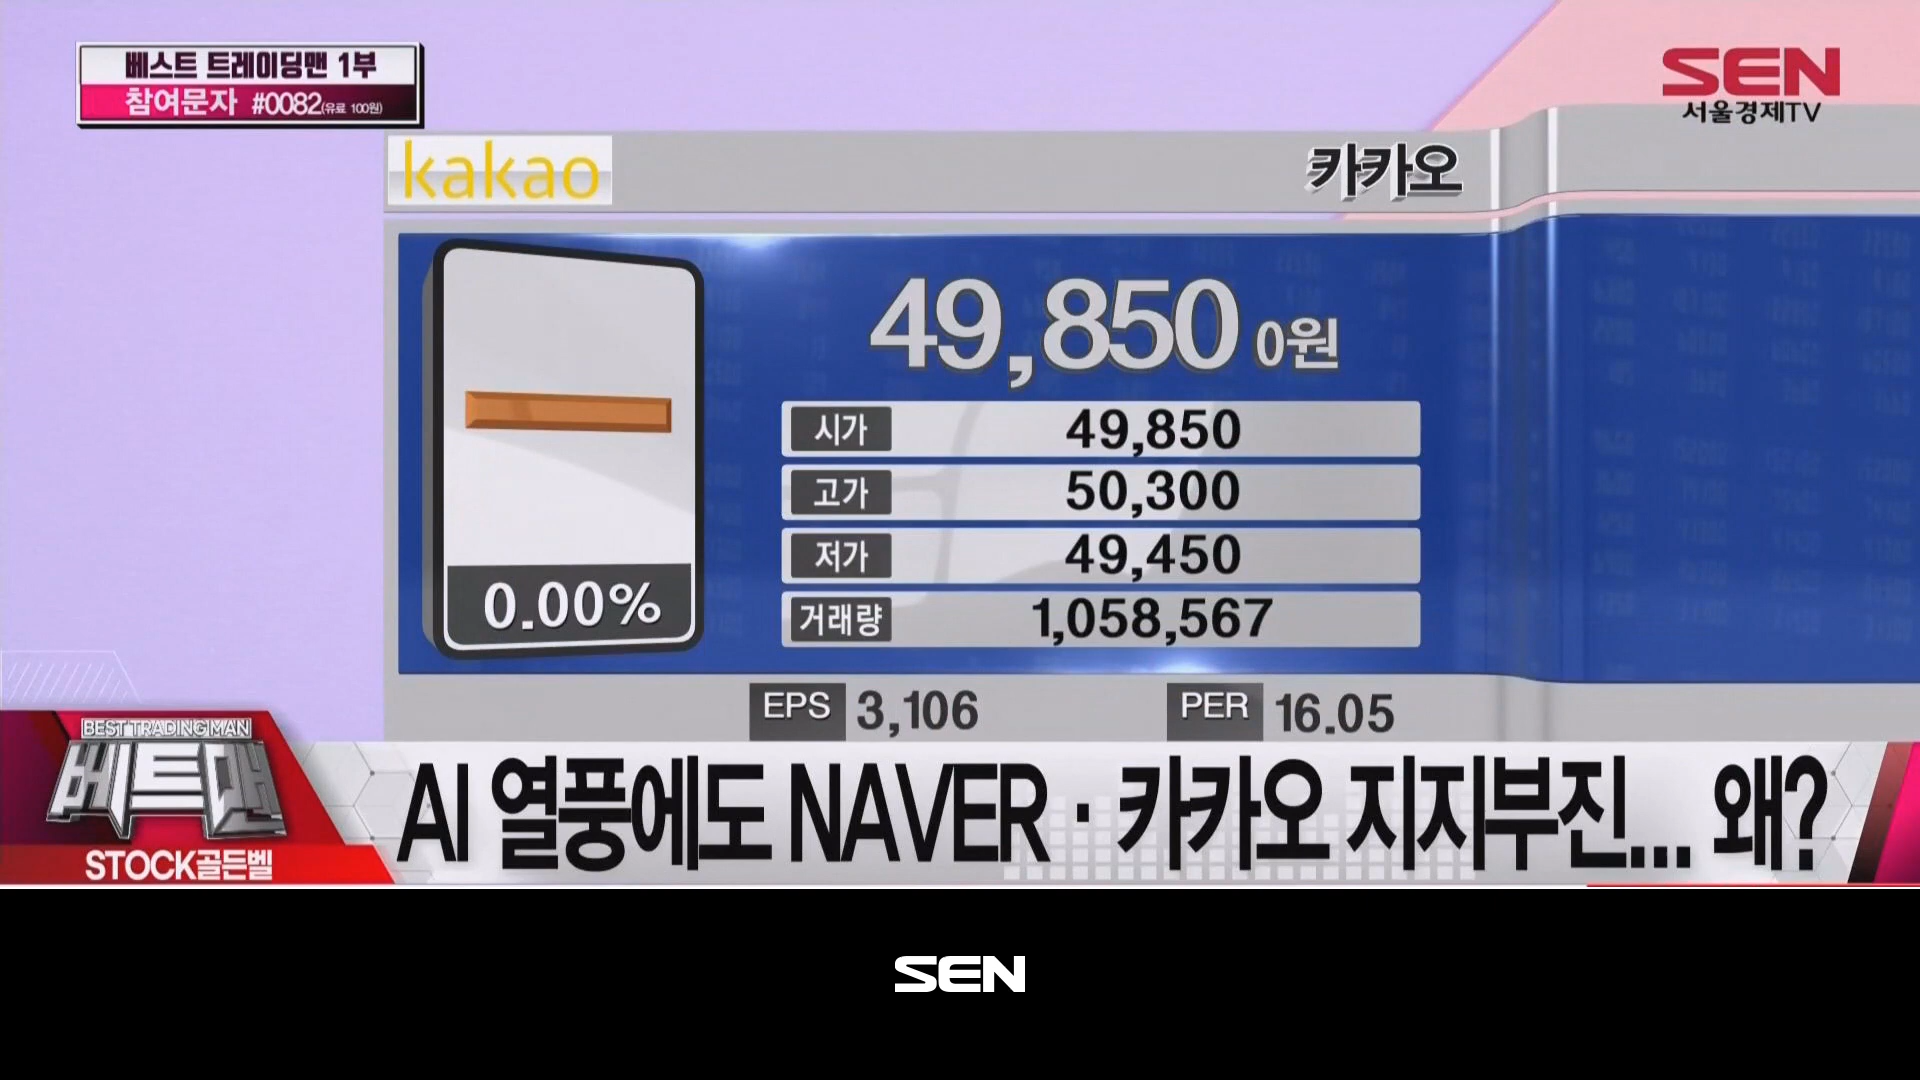 베스트 트레이딩맨 1부
참여문자 #0082(유료 100원)
SEN
서울경제TV
kakao
카카오
49,850 0원
0.00%
시가 49,850
고가 50,300
저가 49,450
거래량 1,058,567
EPS 3,106
PER 16.05
BEST TRADING MAN
베트맨
STOCK골든벨
AI 열풍에도 NAVER·카카오 지지부진... 왜?
SEN